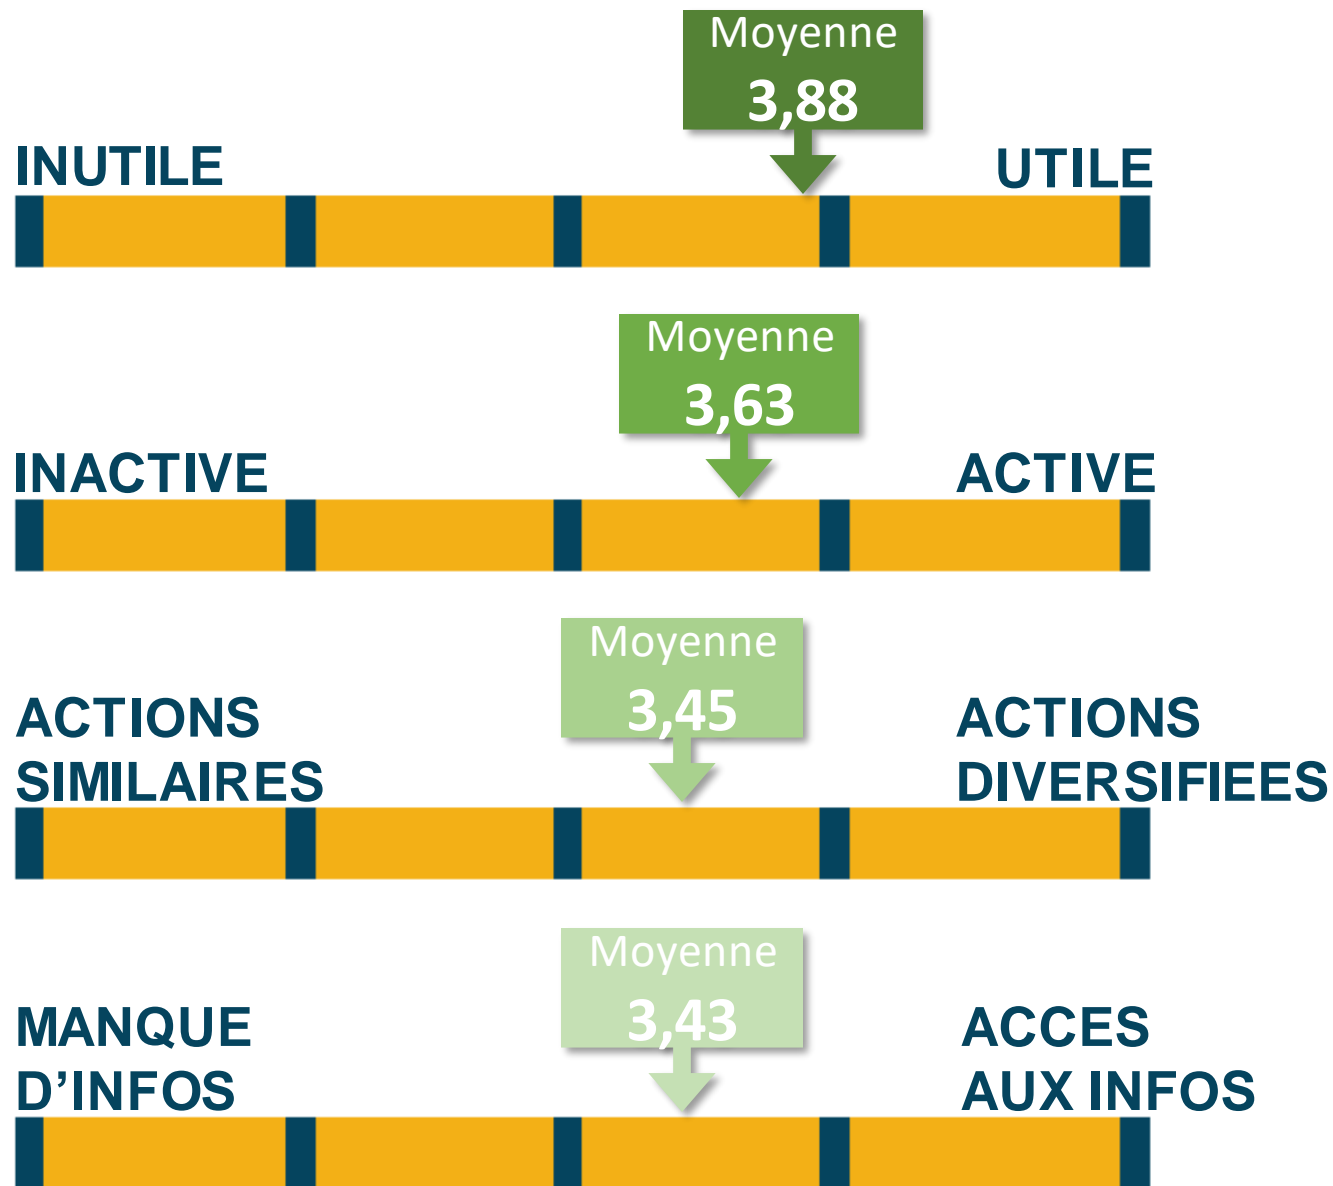 Moyenne
3,88
INUTILE
UTILE
Moyenne
3,63
INACTIVE
ACTIVE
Moyenne
3,45
ACTIONS
SIMILAIRES
ACTIONS
DIVERSIFIEES
Moyenne
3,43
MANQUE
D’INFOS
ACCES
AUX INFOS